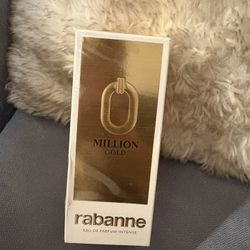 MILLION
GOLD
rabanne
EAU DE PARFUM INTENSE